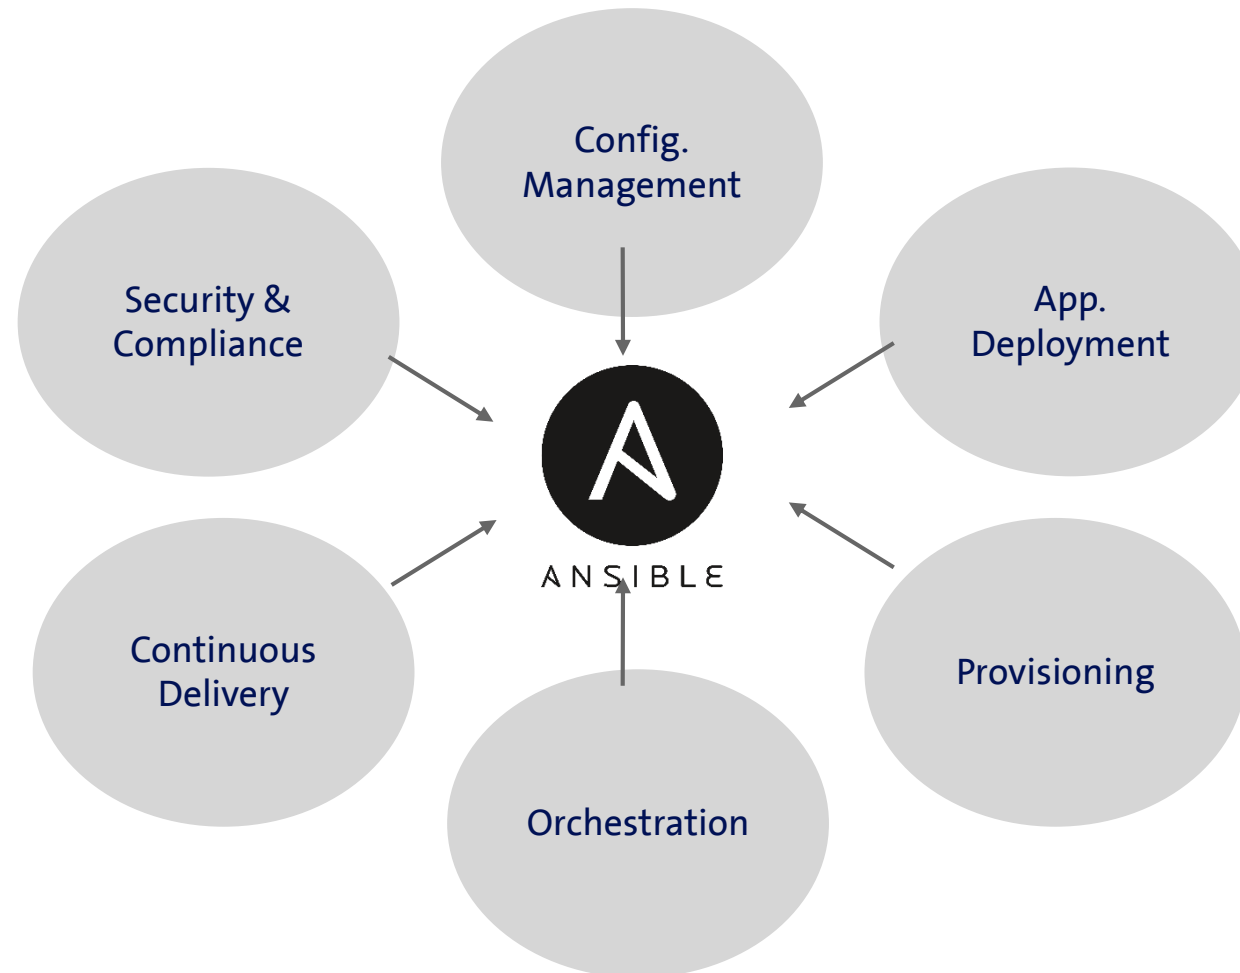 Config.
Management
Security &
Compliance
App.
Deployment
ANSIBLE
Continuous
Delivery
Provisioning
Orchestration